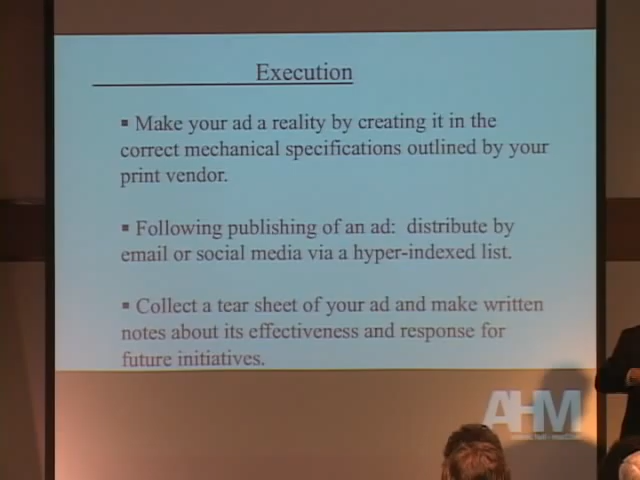 Execution
▪ Make your ad a reality by creating it in the
correct mechanical specifications outlined by your
print vendor.
▪ Following publishing of an ad: distribute by
email or social media via a hyper-indexed list.
▪ Collect a tear sheet of your ad and make written
notes about its effectiveness and response for
future initiatives.
AHM